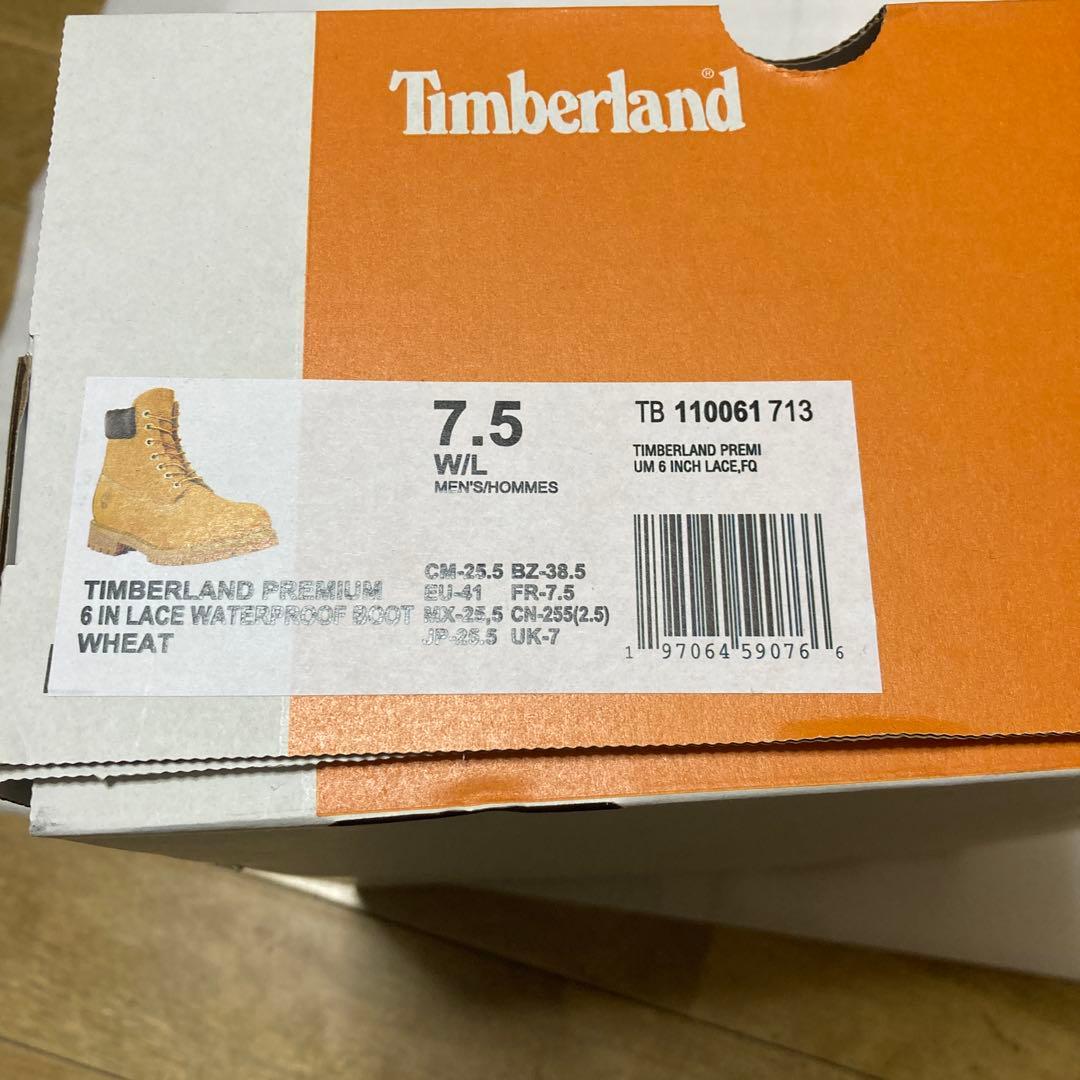 Timberland®
7.5
W/L
MEN'S/HOMMES
TB 110061 713
TIMBERLAND PREMI
UM 6 INCH LACE,FQ
TIMBERLAND PREMIUM
6 IN LACE WATERPROOF BOOT
WHEAT
CM-25.5 BZ-38.5
EU-41 FR-7.5
MX-25,5 CN-255(2.5)
JP-25.5 UK-7
1 97064 59076 6